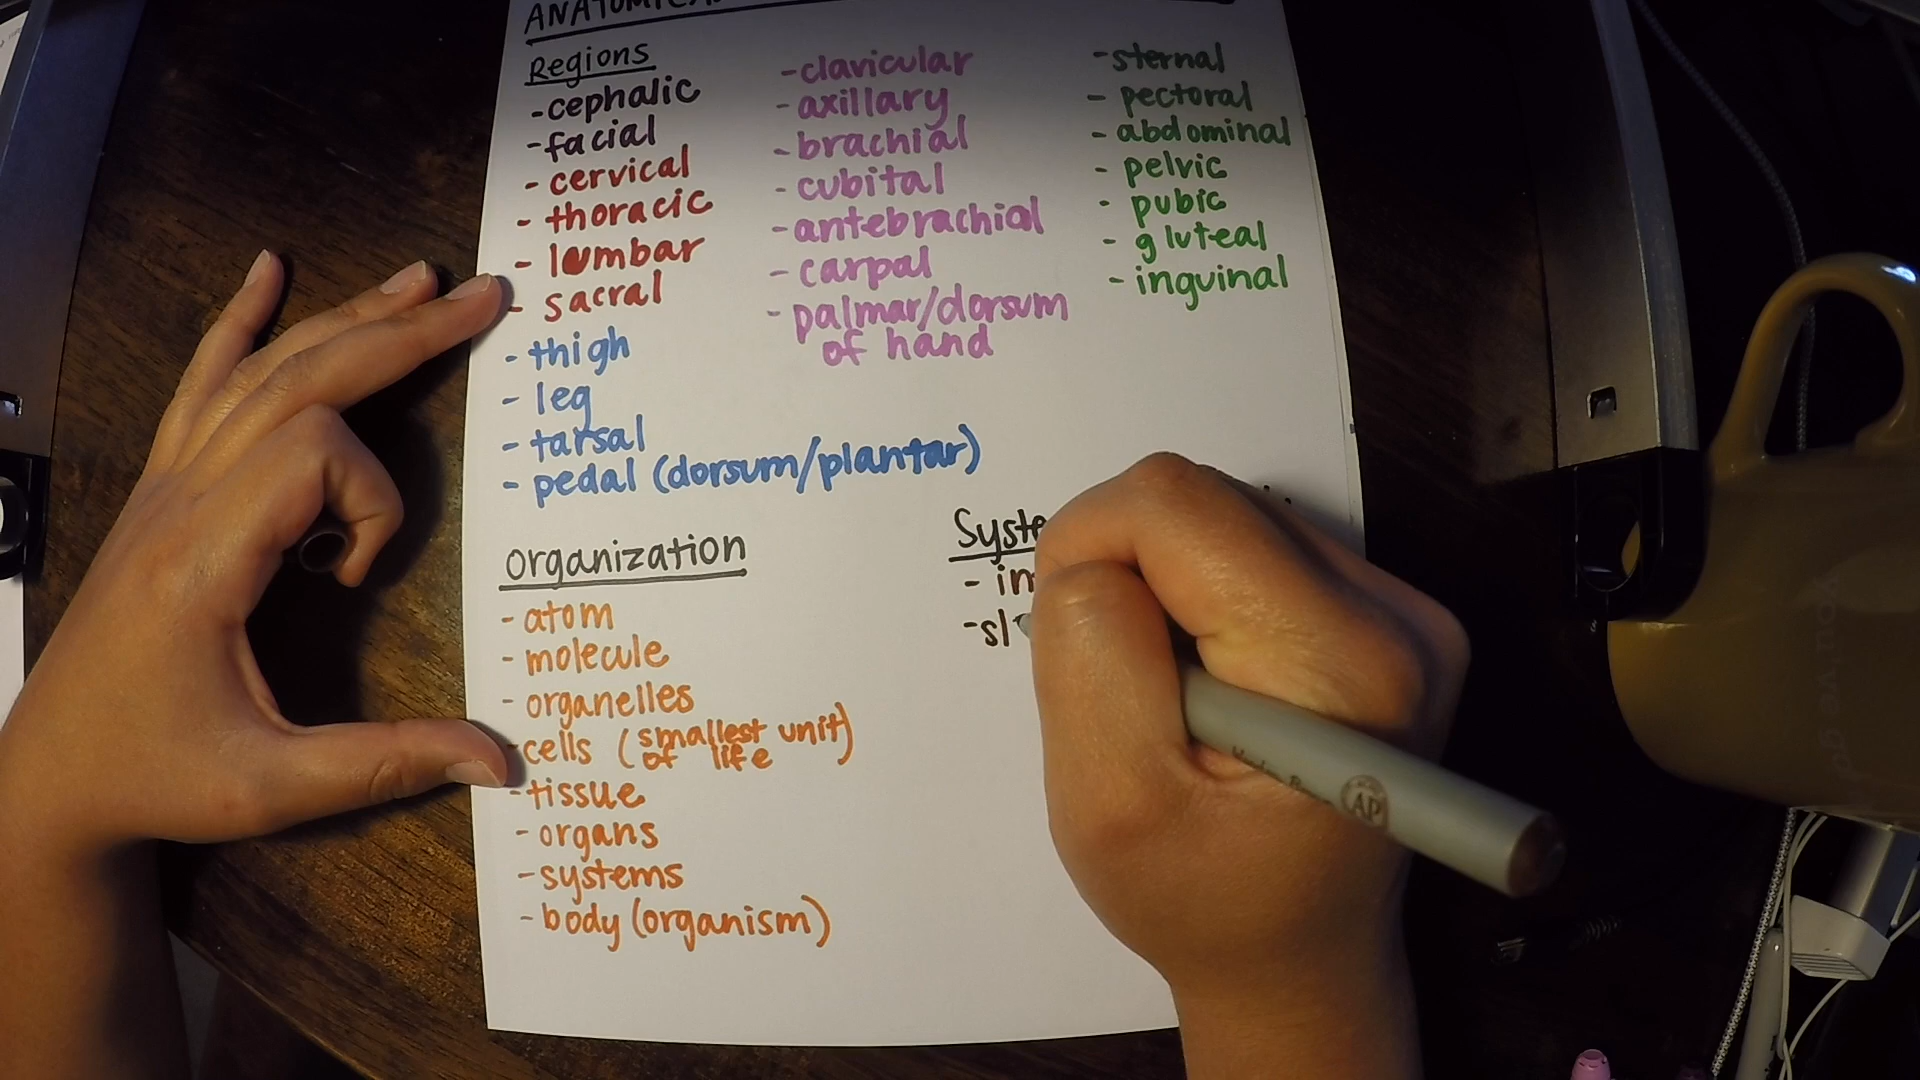 Regions
-cephalic
-facial
- cervical
- thoracic
- lumbar
- sacral
- thigh
- leg
- tarsal
- pedal (dorsum/plantar)
-clavicular
- axillary
- brachial
- cubital
- antebrachial
- carpal
- palmar/dorsum
of hand
-sternal
- pectoral
- abdominal
- pelvic
- pubic
- gluteal
- inguinal
organization
- atom
- molecule
- organelles
-cells (smallest unit
of life)
-tissue
- organs
-systems
- body (organism)
AP